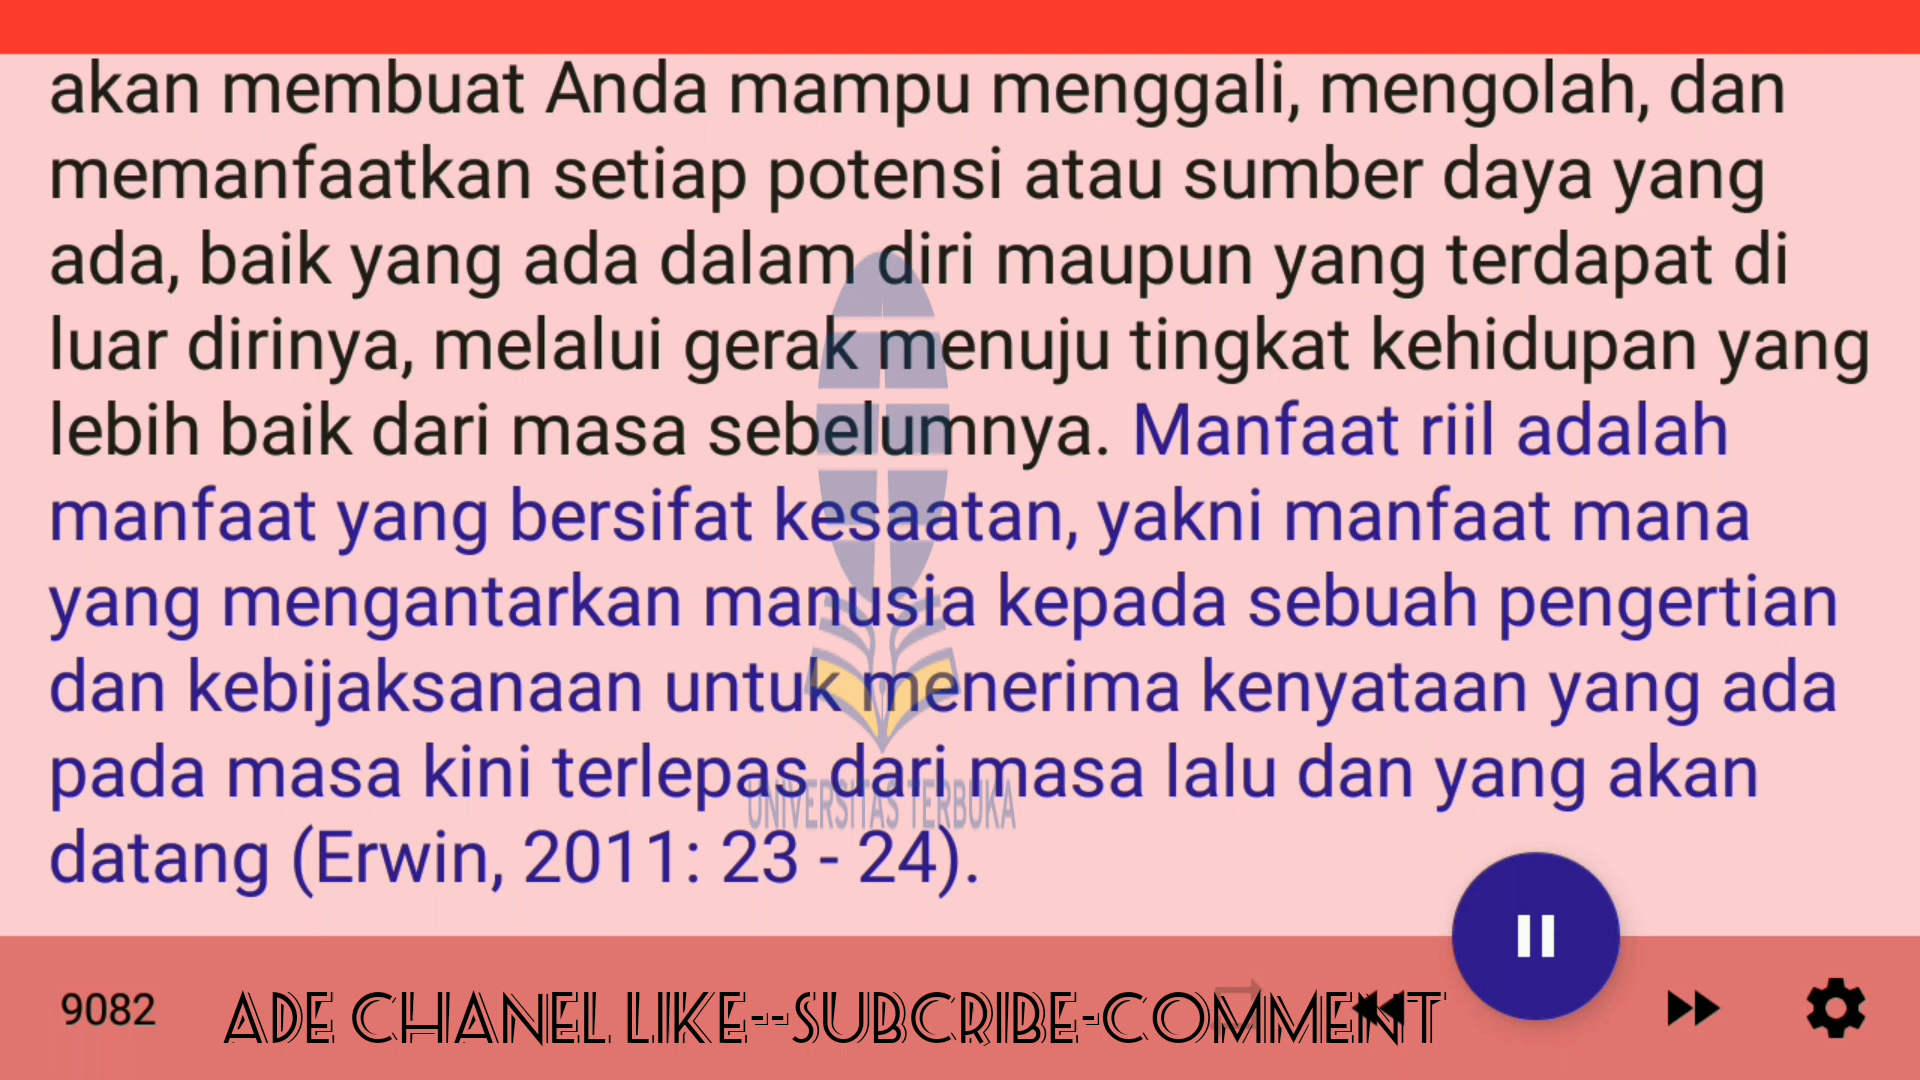 akan membuat Anda mampu menggali, mengolah, dan
memanfaatkan setiap potensi atau sumber daya yang
ada, baik yang ada dalam diri maupun yang terdapat di
luar dirinya, melalui gerak menuju tingkat kehidupan yang
lebih baik dari masa sebelumnya. Manfaat riil adalah
manfaat yang bersifat kesaatan, yakni manfaat mana
yang mengantarkan manusia kepada sebuah pengertian
dan kebijaksanaan untuk menerima kenyataan yang ada
pada masa kini terlepas dari masa lalu dan yang akan
UNIVERSITAS TERBUKA
datang (Erwin, 2011: 23 - 24).
9082
ADE CHANEL LIKE--SUBCRIBE-COMMENT